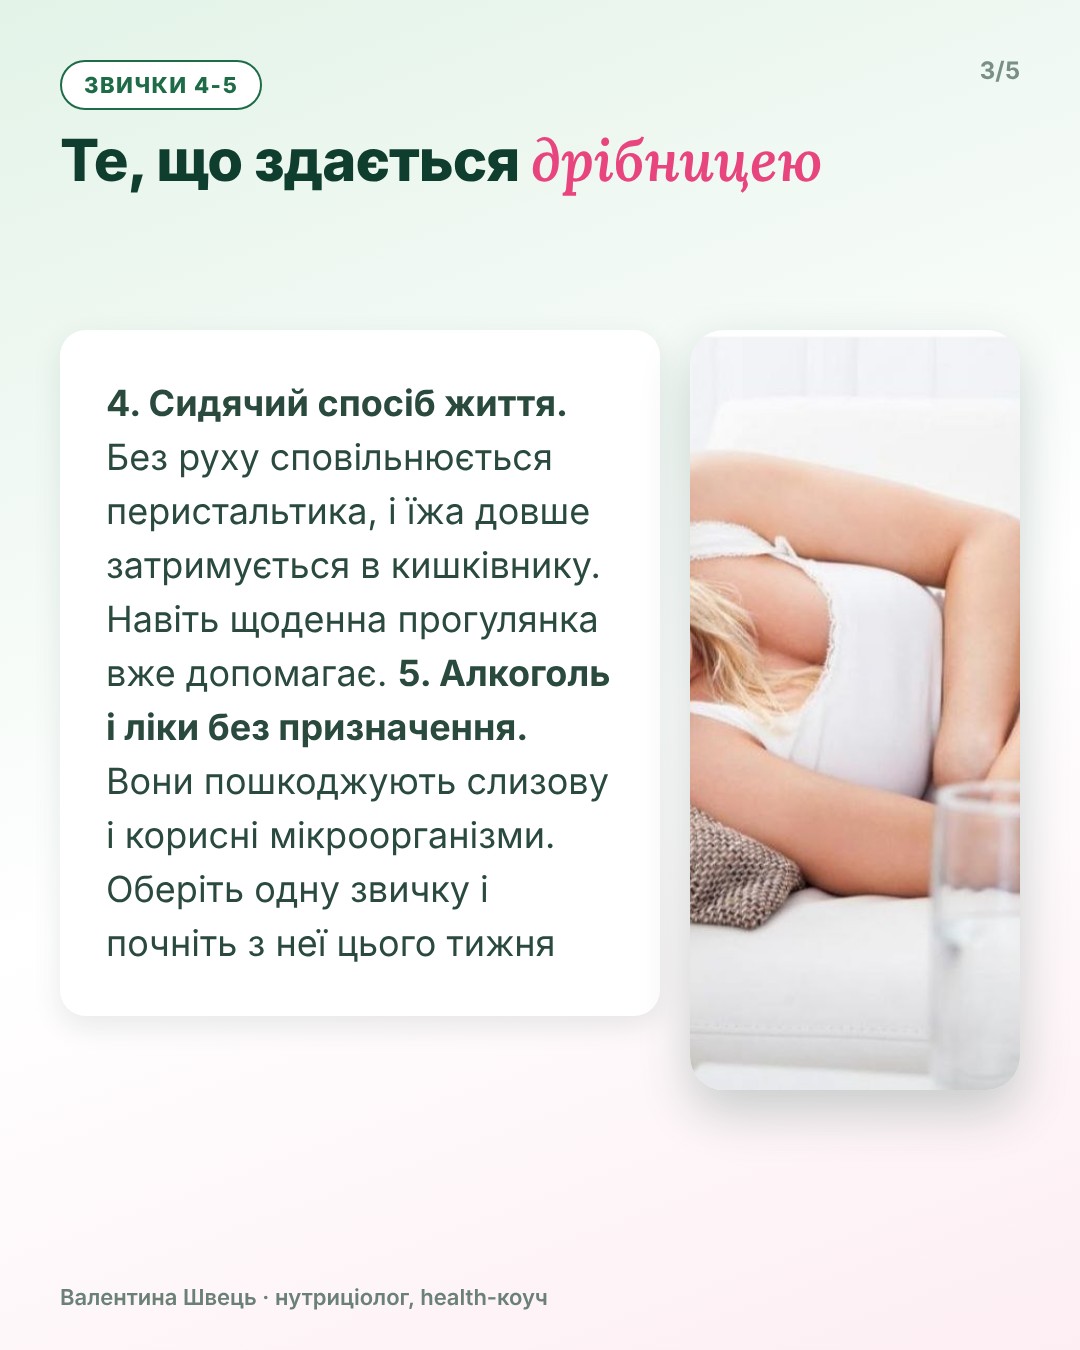 ЗВИЧКИ 4-5
3/5
Те, що здається дрібницею
4. Сидячий спосіб життя.
Без руху сповільнюється
перистальтика, і їжа довше
затримується в кишківнику.
Навіть щоденна прогулянка
вже допомагає. 5. Алкоголь
і ліки без призначення.
Вони пошкоджують слизову
і корисні мікроорганізми.
Оберіть одну звичку і
почніть з неї цього тижня
Валентина Швець · нутриціолог, health-коуч